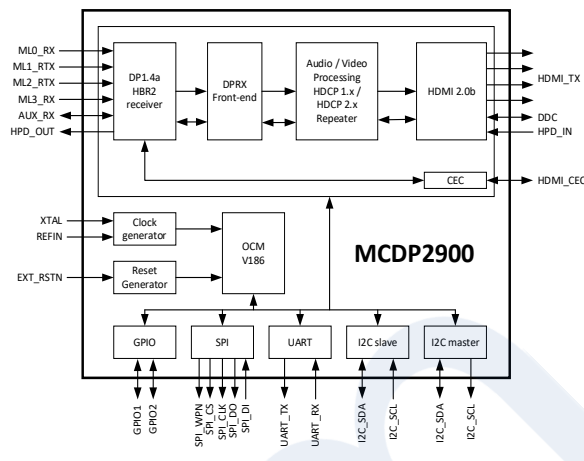 ML0_RX
ML1_RTX
ML2_RTX
ML3_RX
AUX_RX
HPD_OUT
DP1.4a
HBR2
receiver
DPRX
Front-end
Audio / Video
Processing
HDCP 1.x /
HDCP 2.x
Repeater
HDMI 2.0b
HDMI_TX
DDC
HPD_IN
CEC
HDMI_CEC
XTAL
REFIN
Clock
generator
EXT_RSTN
Reset
Generator
OCM
V186
MCDP2900
GPIO
SPI
UART
I2C slave
I2C master
GPIO1
GPIO2
SPI_WPN
SPI_CS
SPI_CLK
SPI_DO
SPI_DI
UART_TX
UART_RX
I2C_SDA
I2C_SCL
I2C_SDA
I2C_SCL